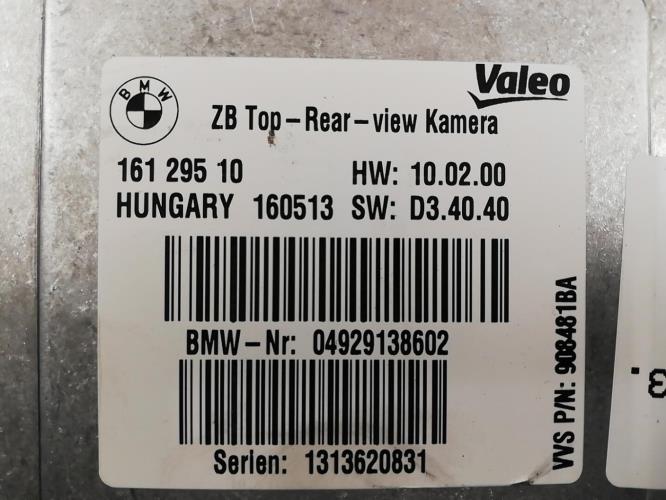 BMW
Valeo
ZB Top-Rear-view Kamera
161 295 10 HW: 10.02.00
HUNGARY 160513 SW: D3.40.40
BMW-Nr: 04929138602
Serien: 1313620831
VVS P/N: 908481BA
3.